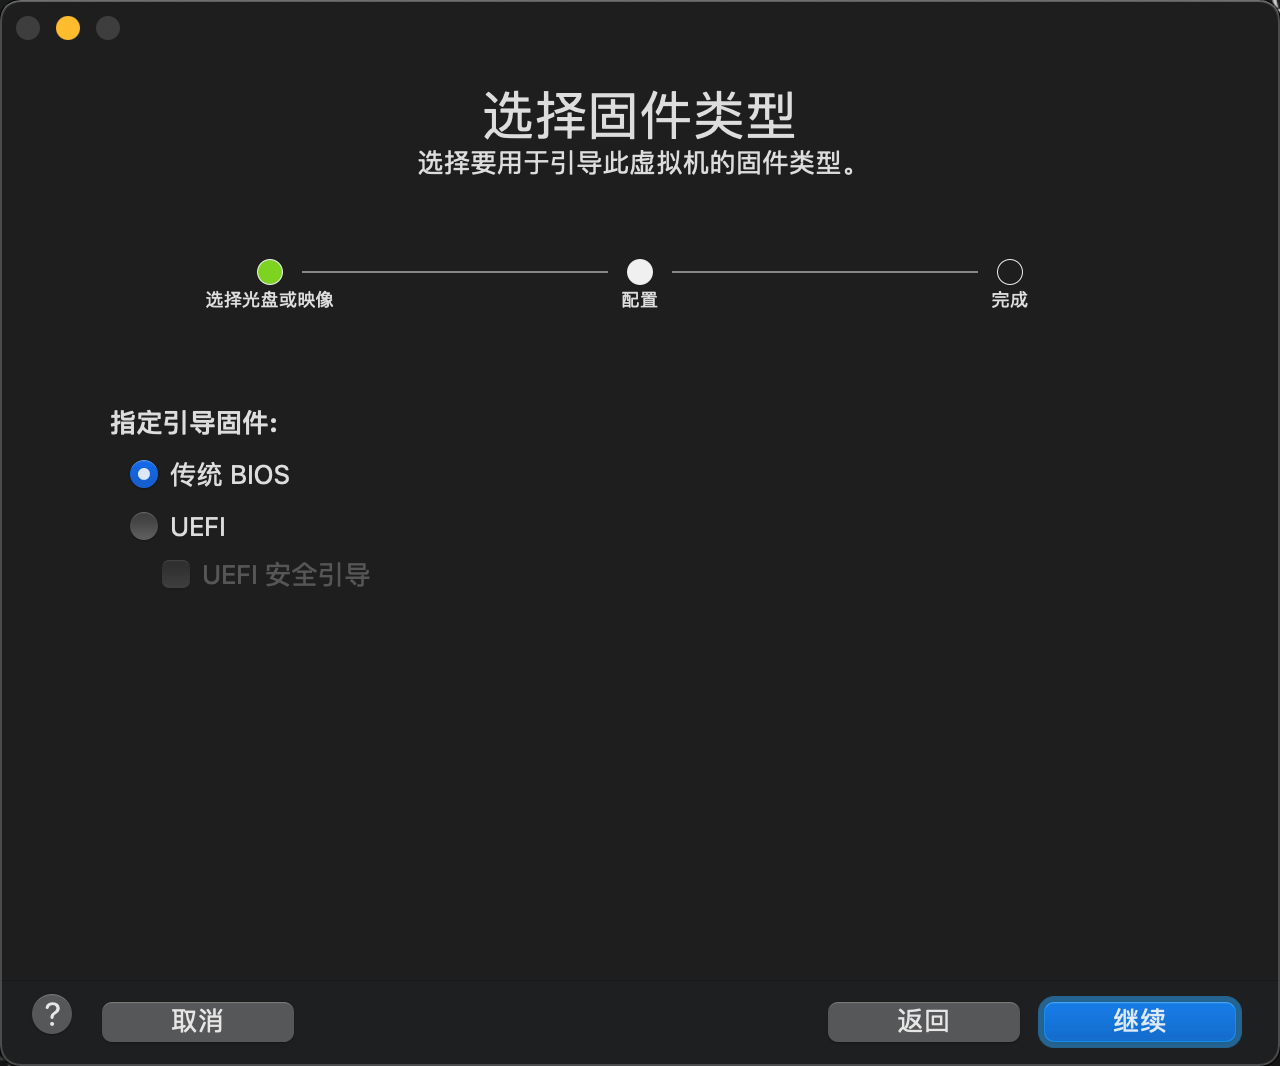 选择固件类型
选择要用于引导此虚拟机的固件类型。
选择光盘或映像
配置
完成
指定引导固件:
传统 BIOS
UEFI
UEFI 安全引导
?
取消
返回
继续